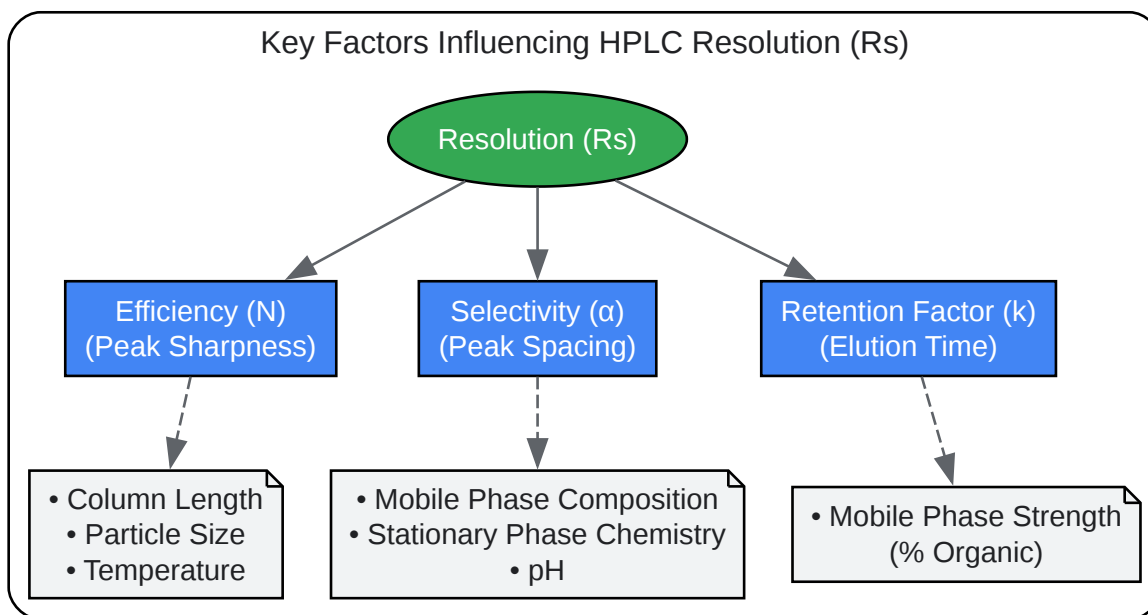 Key Factors Influencing HPLC Resolution (Rs)
Resolution (Rs)
Efficiency (N)
(Peak Sharpness)
Selectivity (α)
(Peak Spacing)
Retention Factor (k)
(Elution Time)
• Column Length
• Particle Size
• Temperature
• Mobile Phase Composition
• Stationary Phase Chemistry
• pH
• Mobile Phase Strength
(% Organic)